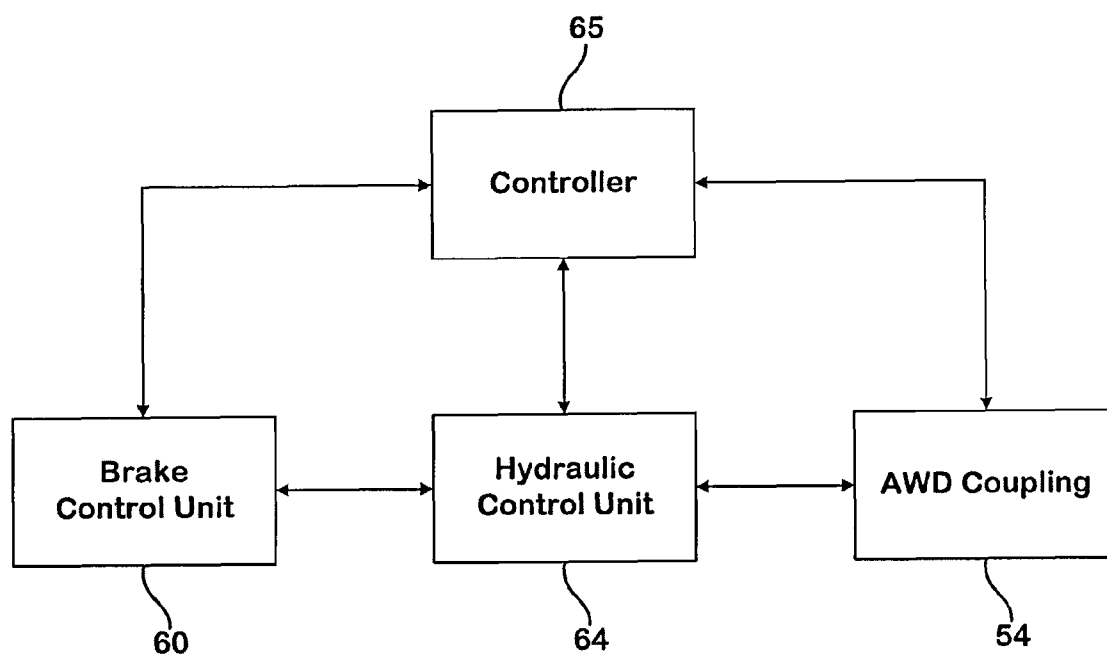 65
Controller
Brake
Control Unit
Hydraulic
Control Unit
AWD Coupling
60
64
54